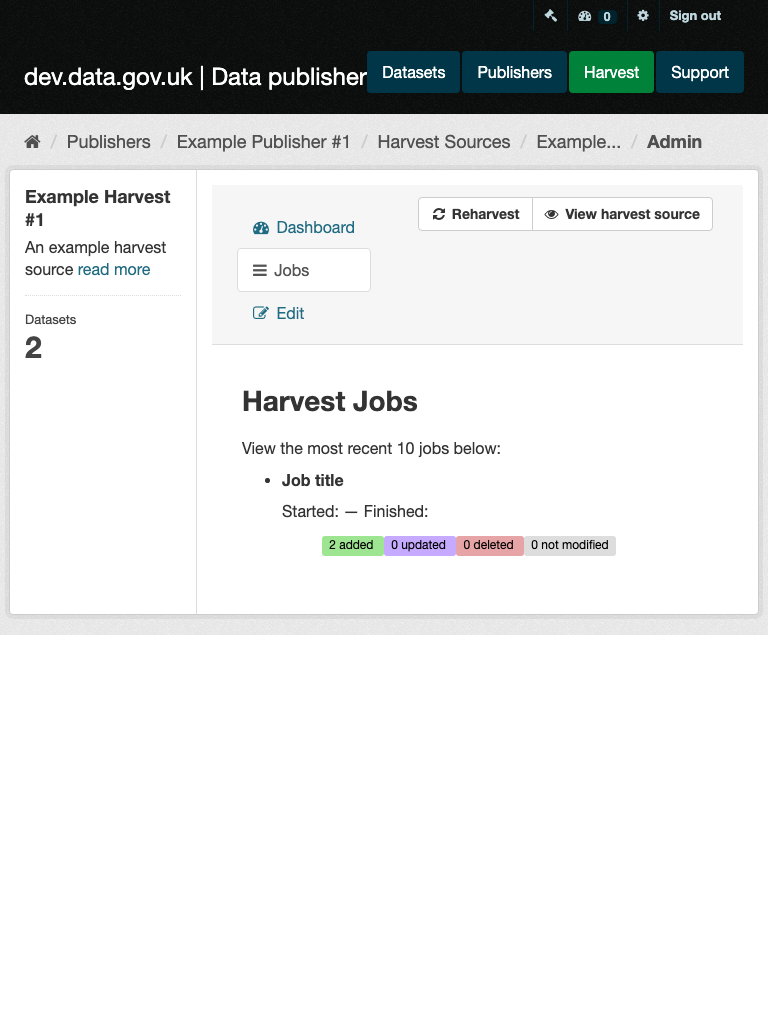 0 Sign out
dev.data.gov.uk | Data publisher Datasets Publishers Harvest Support
/ Publishers / Example Publisher #1 / Harvest Sources / Example... / Admin
Example Harvest
#1
An example harvest
source read more
Datasets
2
Reharvest View harvest source
Dashboard
Jobs
Edit
Harvest Jobs
View the most recent 10 jobs below:
• Job title
Started: — Finished:
2 added 0 updated 0 deleted 0 not modified